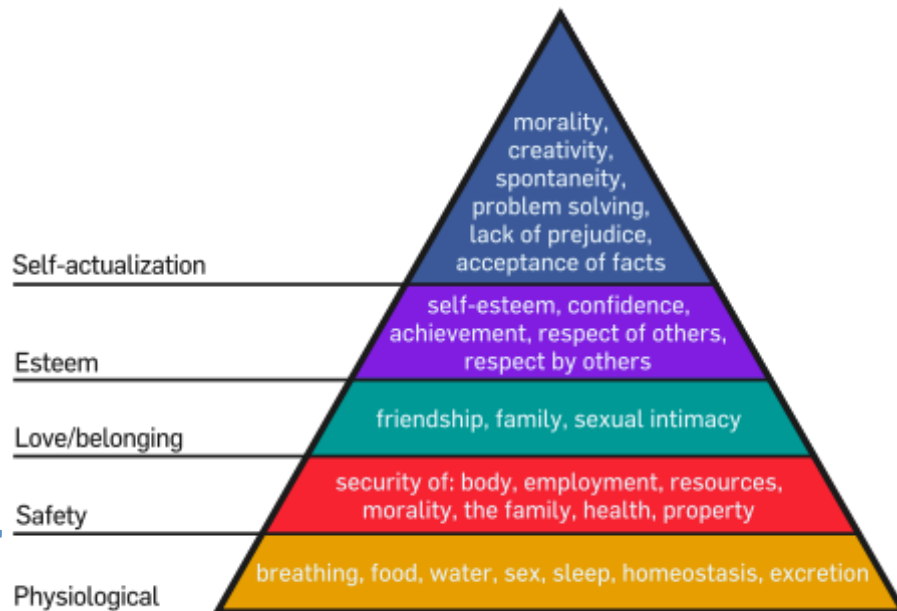 morality,
creativity,
spontaneity,
problem solving,
lack of prejudice,
acceptance of facts
Self-actualization
self-esteem, confidence,
achievement, respect of others,
respect by others
Esteem
friendship, family, sexual intimacy
Love/belonging
security of: body, employment, resources,
morality, the family, health, property
Safety
breathing, food, water, sex, sleep, homeostasis, excretion
Physiological